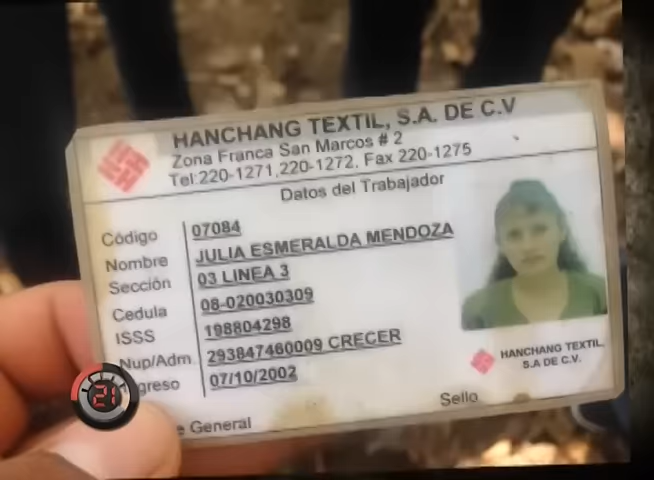 HANCHANG TEXTIL, S.A. DE C.V
Zona Franca San Marcos # 2
Tel:220-1271,220-1272. Fax 220-1275
Datos del Trabajador
Código 07084
Nombre JULIA ESMERALDA MENDOZA
Sección 03 LINEA 3
Cedula 08-020030309
ISSS 198804298
Nup/Adm 293847460009 CRECER
greso 07/10/2002
HANCHANG TEXTIL,
S.A DE C.V.
e General Sello
21